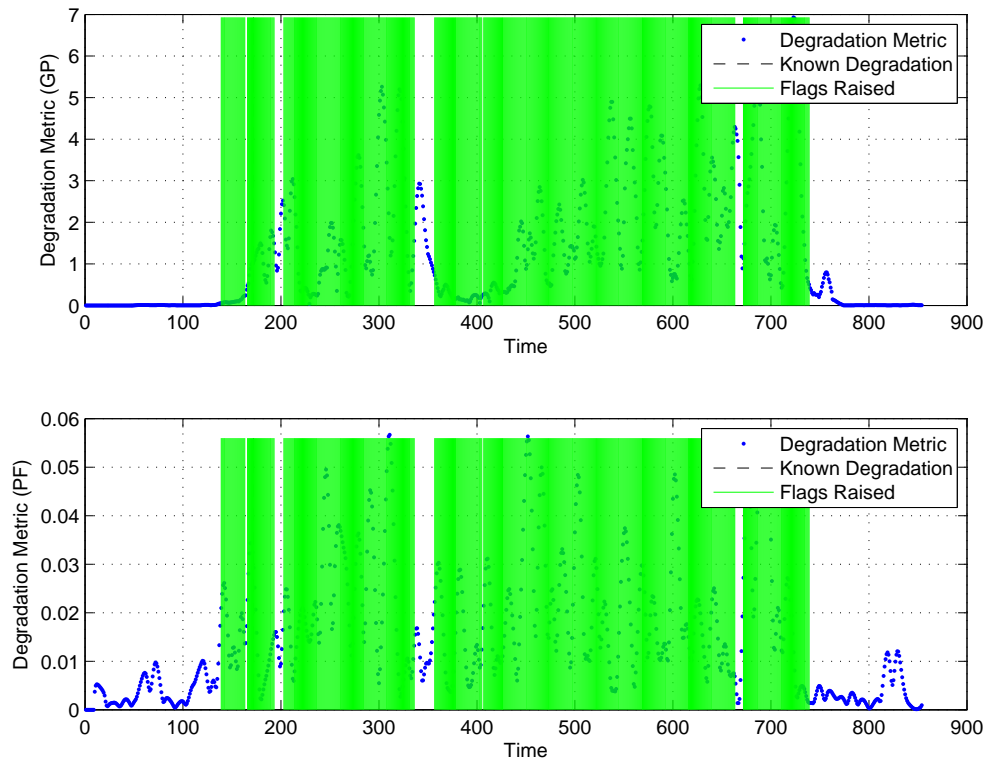 7
6
5
4
3
2
1
0
Degradation Metric (GP)
0 100 200 300 400 500 600 700 800 900
Time
Degradation Metric
Known Degradation
Flags Raised
0.06
0.05
0.04
0.03
0.02
0.01
0
Degradation Metric (PF)
0 100 200 300 400 500 600 700 800 900
Time
Degradation Metric
Known Degradation
Flags Raised